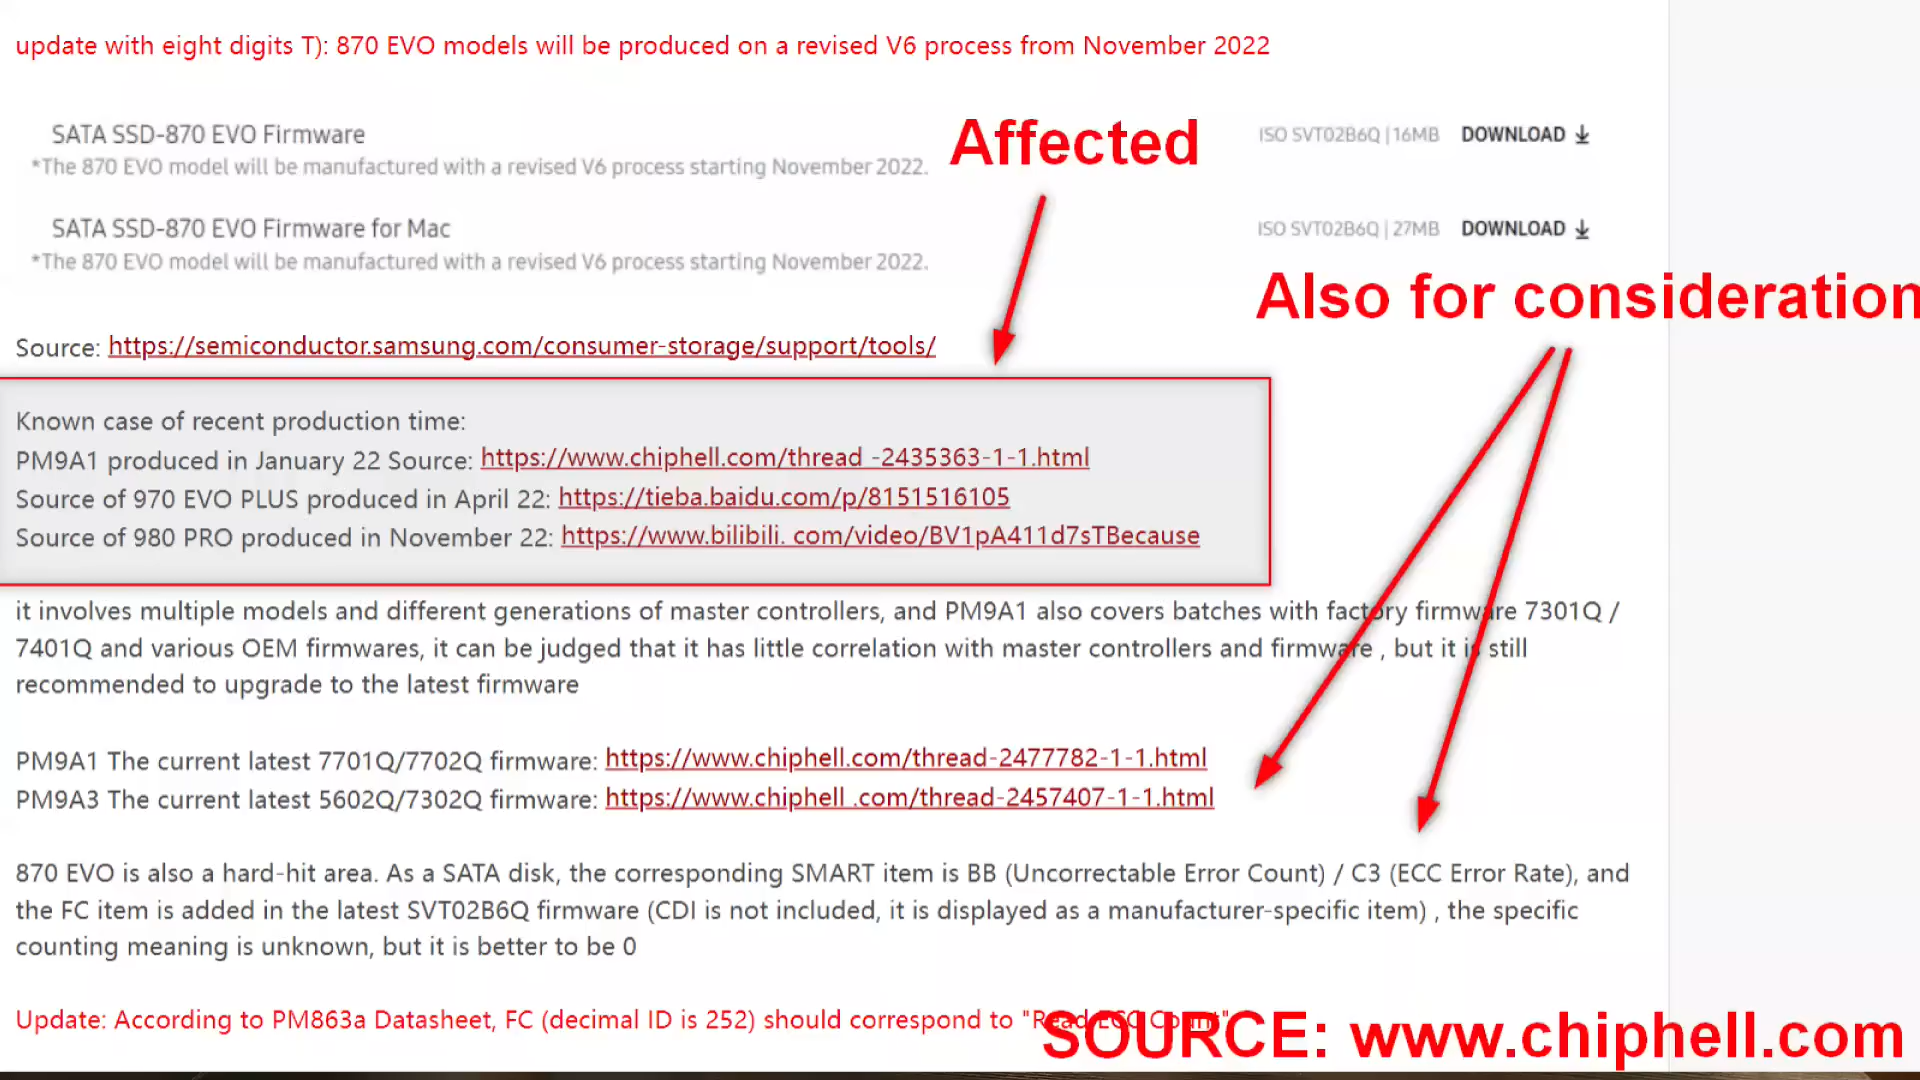 update with eight digits T): 870 EVO models will be produced on a revised V6 process from November 2022
SATA SSD-870 EVO Firmware
ISO SVT02B6Q | 16MB DOWNLOAD
*The 870 EVO model will be manufactured with a revised V6 process starting November 2022.
Affected
SATA SSD-870 EVO Firmware for Mac
ISO SVT02B6Q | 27MB DOWNLOAD
*The 870 EVO model will be manufactured with a revised V6 process starting November 2022.
Also for consideration
Source: https://semiconductor.samsung.com/consumer-storage/support/tools/
Known case of recent production time:
PM9A1 produced in January 22 Source: https://www.chiphell.com/thread -2435363-1-1.html
Source of 970 EVO PLUS produced in April 22: https://tieba.baidu.com/p/8151516105
Source of 980 PRO produced in November 22: https://www.bilibili. com/video/BV1pA411d7sTBecause
it involves multiple models and different generations of master controllers, and PM9A1 also covers batches with factory firmware 7301Q /
7401Q and various OEM firmwares, it can be judged that it has little correlation with master controllers and firmware , but it is still
recommended to upgrade to the latest firmware
PM9A1 The current latest 7701Q/7702Q firmware: https://www.chiphell.com/thread-2477782-1-1.html
PM9A3 The current latest 5602Q/7302Q firmware: https://www.chiphell .com/thread-2457407-1-1.html
870 EVO is also a hard-hit area. As a SATA disk, the corresponding SMART item is BB (Uncorrectable Error Count) / C3 (ECC Error Rate), and
the FC item is added in the latest SVT02B6Q firmware (CDI is not included, it is displayed as a manufacturer-specific item) , the specific
counting meaning is unknown, but it is better to be 0
Update: According to PM863a Datasheet, FC (decimal ID is 252) should correspond to "Read ECC Count"
SOURCE: www.chiphell.com